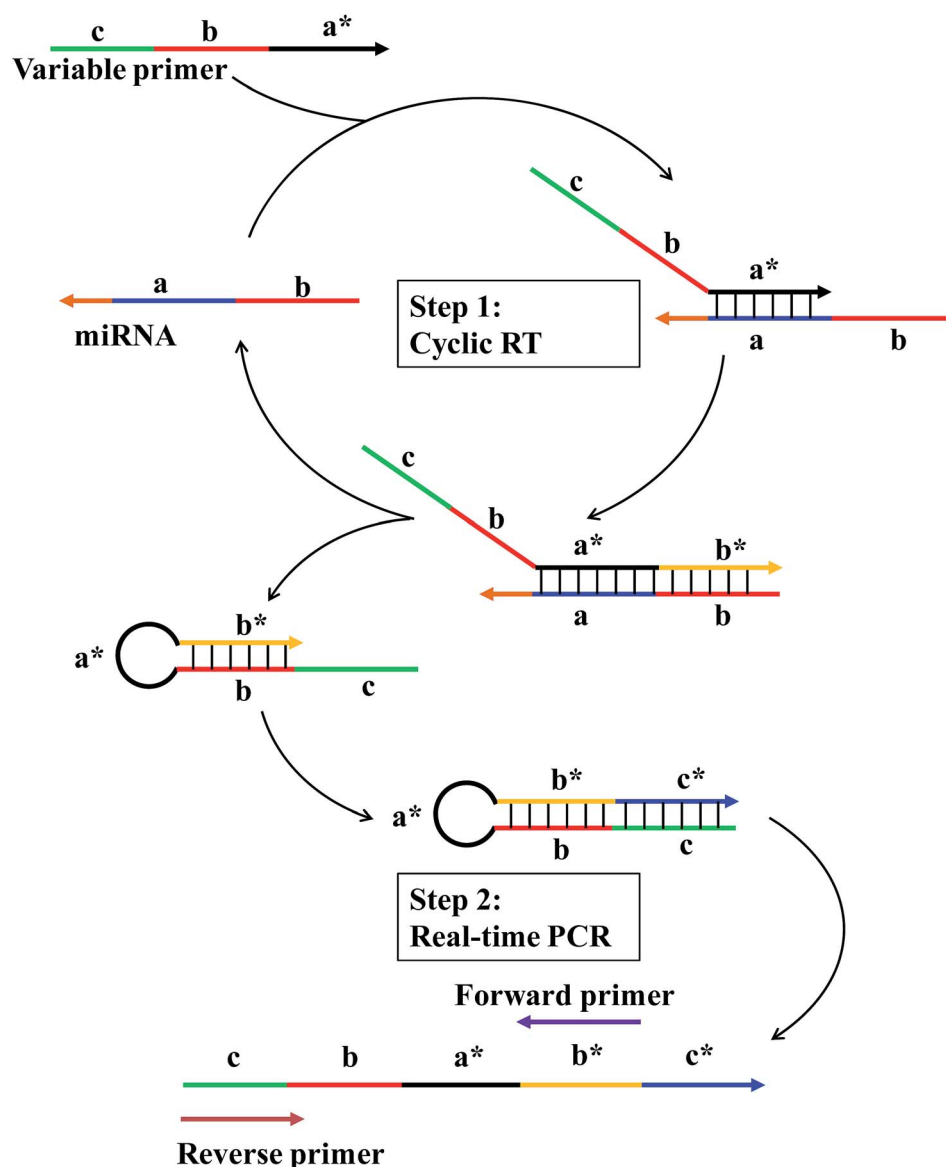 c b a*
Variable primer
c
b
a*
a b
miRNA
Step 1:
Cyclic RT
a b
c
b
a* b*
a b
b*
a*
b c
b* c*
a*
b c
Step 2:
Real-time PCR
Forward primer
c b a* b* c*
Reverse primer